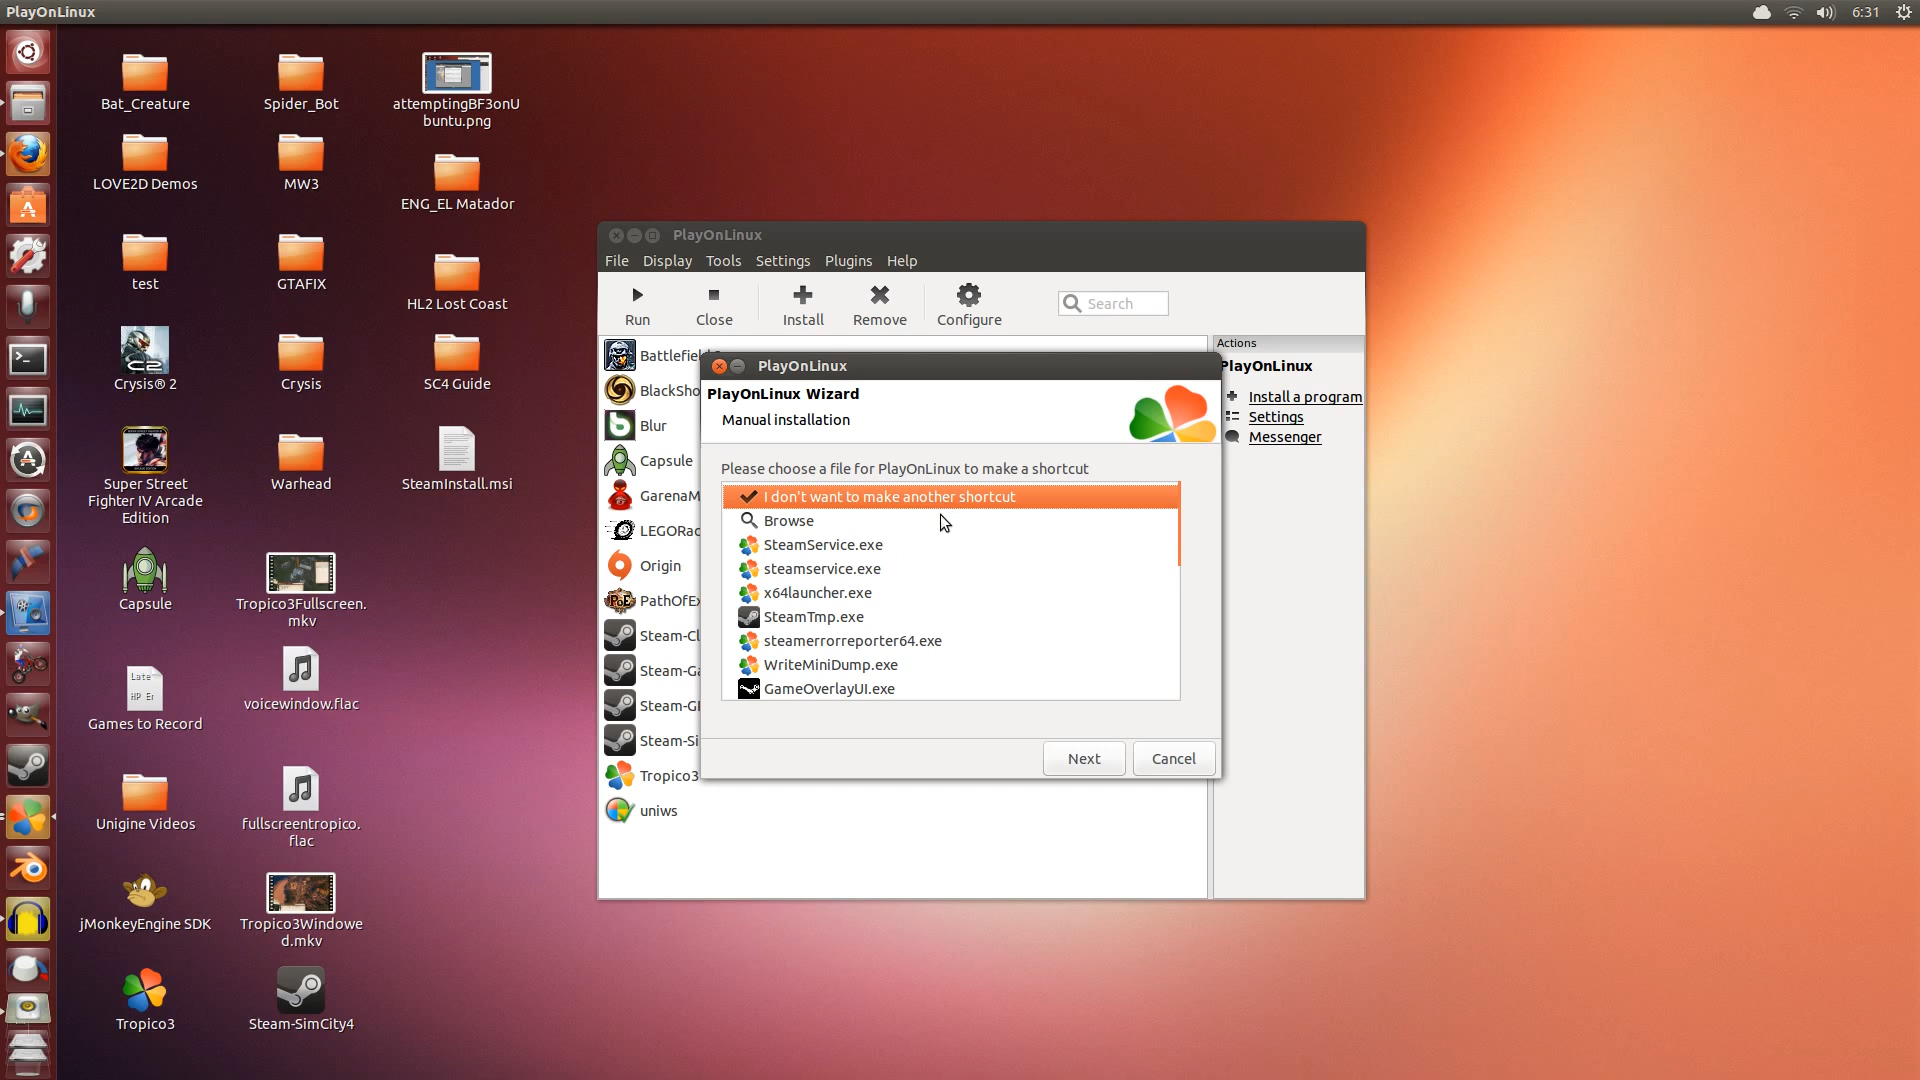 PlayOnLinux
6:31
Bat_Creature
Spider_Bot
attemptingBF3onU
buntu.png
LOVE2D Demos
MW3
ENG_EL Matador
test
GTAFIX
HL2 Lost Coast
Crysis® 2
Crysis
SC4 Guide
Super Street
Fighter IV Arcade
Edition
Warhead
SteamInstall.msi
Capsule
Tropico3Fullscreen.
mkv
Late
HP Er
Games to Record
voicewindow.flac
Unigine Videos
fullscreentropico.
flac
jMonkeyEngine SDK
Tropico3Windowe
d.mkv
Tropico3
Steam-SimCity4
PlayOnLinux
File Display Tools Settings Plugins Help
Run Close Install Remove Configure
Search
Battlefiel
BlackSho
Blur
Capsule
GarenaM
LEGORac
Origin
PathOfEx
Steam-Cl
Steam-Ga
Steam-G
Steam-Si
Tropico3
uniws
Actions
PlayOnLinux
Install a program
Settings
Messenger
PlayOnLinux
PlayOnLinux Wizard
Manual installation
Please choose a file for PlayOnLinux to make a shortcut
I don't want to make another shortcut
Browse
SteamService.exe
steamservice.exe
x64launcher.exe
SteamTmp.exe
steamerrorreporter64.exe
WriteMiniDump.exe
GameOverlayUI.exe
Next Cancel